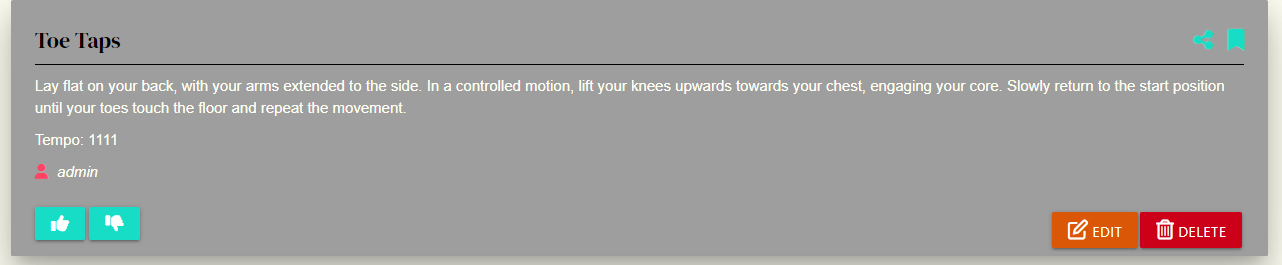 Toe Taps
Lay flat on your back, with your arms extended to the side. In a controlled motion, lift your knees upwards towards your chest, engaging your core. Slowly return to the start position
until your toes touch the floor and repeat the movement.
Tempo: 1111
admin
EDIT DELETE